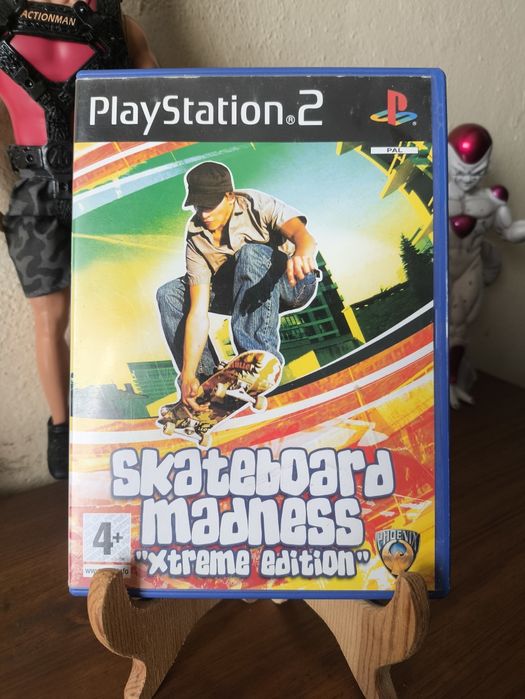 ACTIONMAN
PlayStation®2
PAL
skateboard
madness
"xtreme edition"
4+
PHOENIX